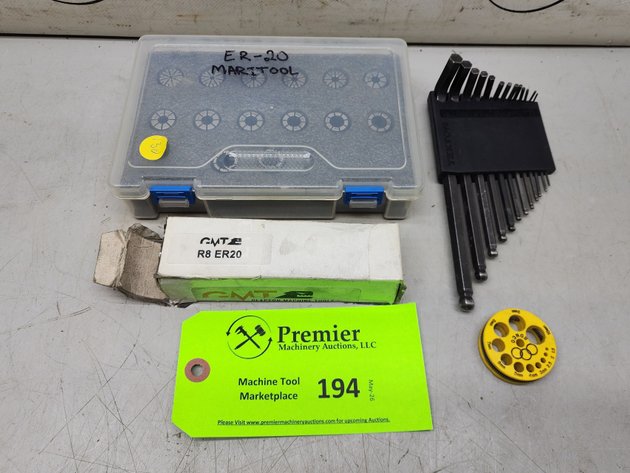 ER-20
MARITOOL
30
GMT
R8 ER20
GMT
Premier
Machinery Auctions, LLC
Machine Tool
Marketplace
194
May-26
Please Visit www.premiermachineryauctions.com for upcoming Auctions.